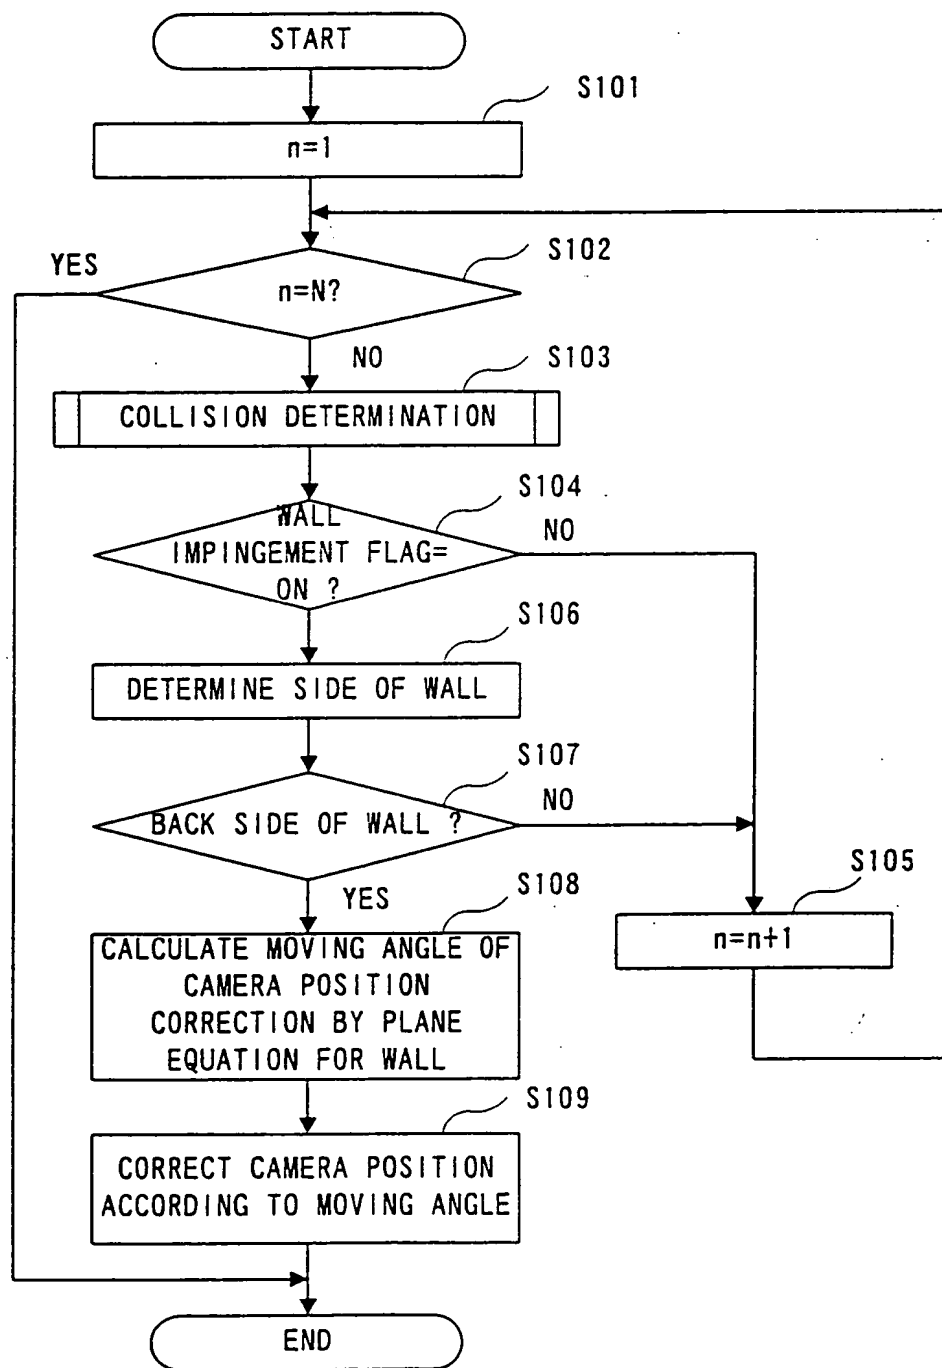 START
S101
n=1
S102
YES
n=N?
NO
S103
COLLISION DETERMINATION
S104
WALL
NO
IMPINGEMENT FLAG=
ON ?
S106
DETERMINE SIDE OF WALL
S107
NO
BACK SIDE OF WALL ?
S105
YES
S108
n=n+1
CALCULATE MOVING ANGLE OF
CAMERA POSITION
CORRECTION BY PLANE
EQUATION FOR WALL
S109
CORRECT CAMERA POSITION
ACCORDING TO MOVING ANGLE
END